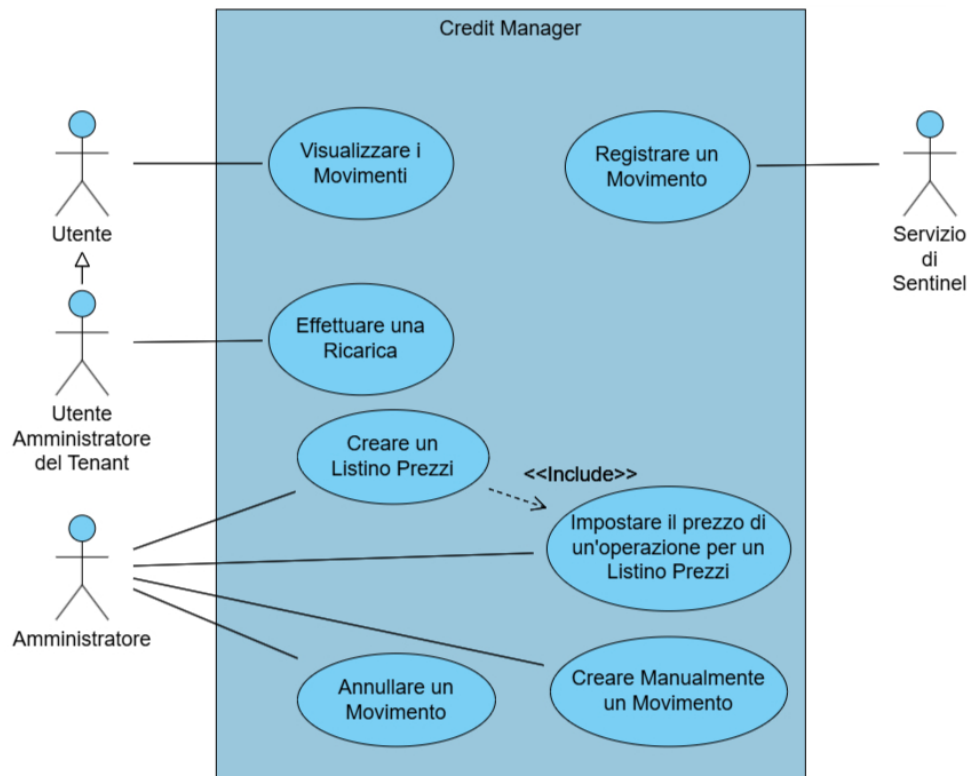 Credit Manager
Visualizzare i
Movimenti
Registrare un
Movimento
Utente
Servizio
di
Sentinel
Effettuare una
Ricarica
Utente
Amministratore
del Tenant
Creare un
Listino Prezzi
<<Include>>
Impostare il prezzo di
un'operazione per un
Listino Prezzi
Amministratore
Annullare un
Movimento
Creare Manualmente
un Movimento